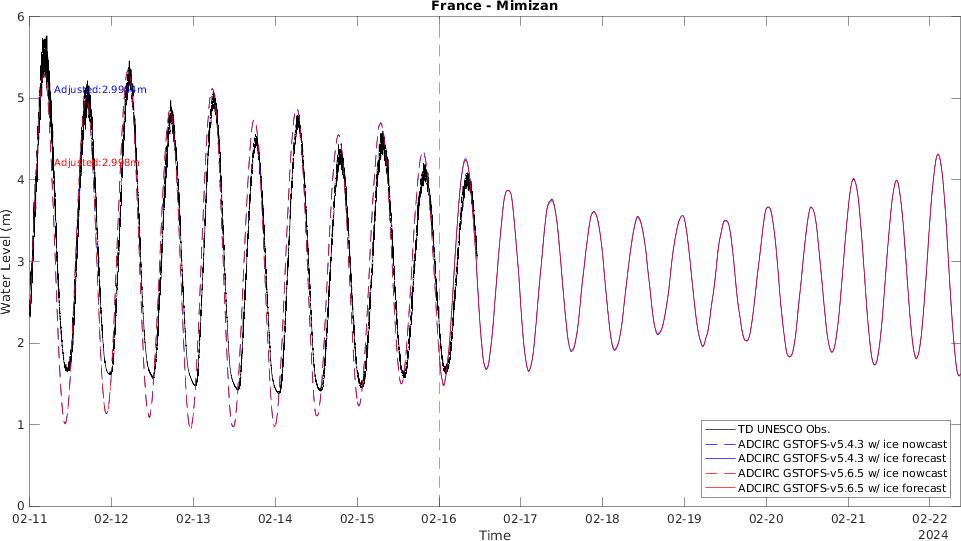 France - Mimizan
6
5
4
3
2
1
0
Water Level (m)
Adjusted:2.998m
TD UNESCO Obs.
ADCIRC GSTOFS-v5.4.3 w/ ice nowcast
ADCIRC GSTOFS-v5.4.3 w/ ice forecast
ADCIRC GSTOFS-v5.6.5 w/ ice nowcast
ADCIRC GSTOFS-v5.6.5 w/ ice forecast
02-11 02-12 02-13 02-14 02-15 02-16 02-17 02-18 02-19 02-20 02-21 02-22
Time
2024